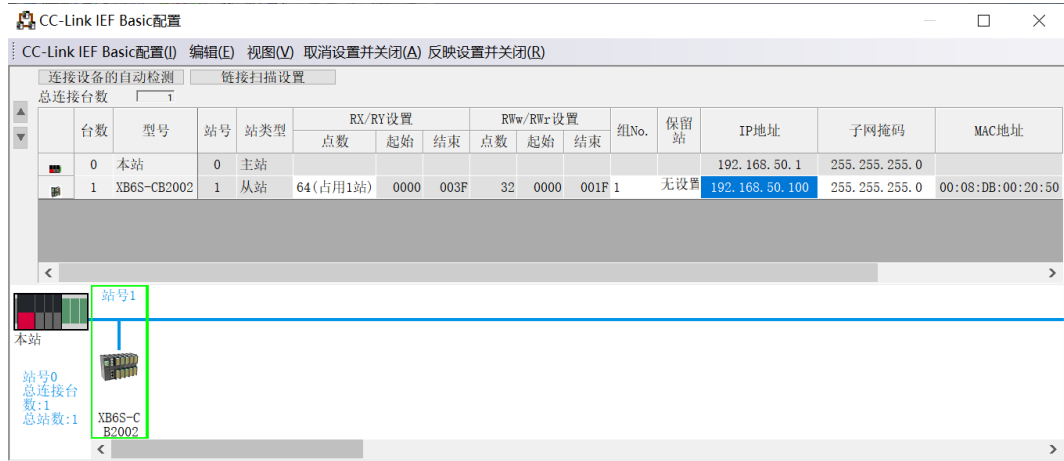 CC-Link IEF Basic配置
CC-Link IEF Basic配置(I) 编辑(E) 视图(V) 取消设置并关闭(A) 反映设置并关闭(R)
连接设备的自动检测 链接扫描设置
总连接台数 1
台数 型号 站号 站类型 RX/RY设置 RWw/RWr设置 组No. 保留站 IP地址 子网掩码 MAC地址
点数 起始 结束 点数 起始 结束
0 本站 0 主站 192.168.50.1 255.255.255.0
1 XB6S-CB2002 1 从站 64(占用1站) 0000 003F 32 0000 001F 1 无设置 192.168.50.100 255.255.255.0 00:08:DB:00:20:50
站号1
本站
站号0
总连接台
数:1
总站数:1
XB6S-C
B2002